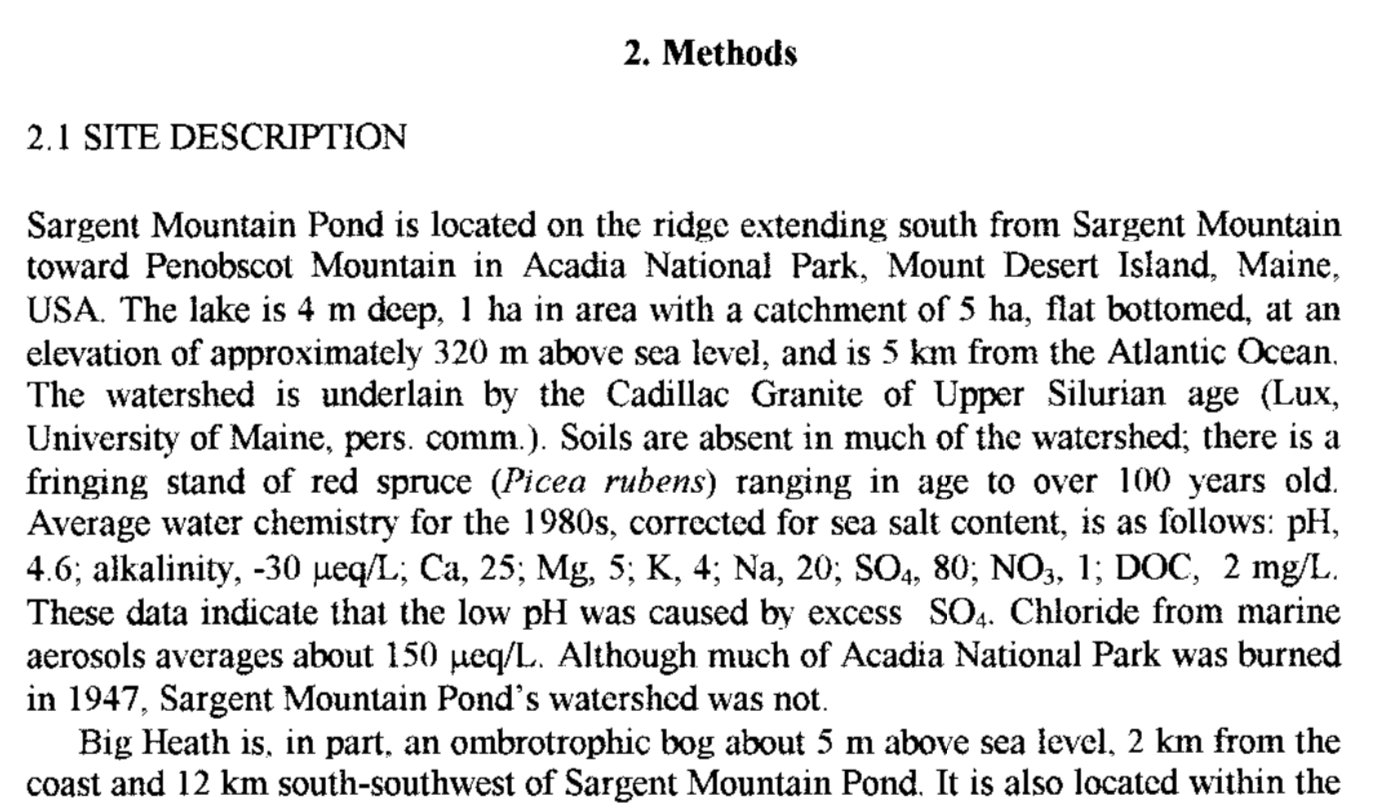 2. Methods
2.1 SITE DESCRIPTION
Sargent Mountain Pond is located on the ridge extending south from Sargent Mountain
toward Penobscot Mountain in Acadia National Park, Mount Desert Island, Maine,
USA. The lake is 4 m deep, 1 ha in area with a catchment of 5 ha, flat bottomed, at an
elevation of approximately 320 m above sea level, and is 5 km from the Atlantic Ocean.
The watershed is underlain by the Cadillac Granite of Upper Silurian age (Lux,
University of Maine, pers. comm.). Soils are absent in much of the watershed; there is a
fringing stand of red spruce (Picea rubens) ranging in age to over 100 years old.
Average water chemistry for the 1980s, corrected for sea salt content, is as follows: pH,
4.6; alkalinity, -30 µeq/L; Ca, 25; Mg, 5; K, 4; Na, 20; SO₄, 80; NO₃, 1; DOC, 2 mg/L.
These data indicate that the low pH was caused by excess SO₄. Chloride from marine
aerosols averages about 150 µeq/L. Although much of Acadia National Park was burned
in 1947, Sargent Mountain Pond's watershed was not.
Big Heath is, in part, an ombrotrophic bog about 5 m above sea level, 2 km from the
coast and 12 km south-southwest of Sargent Mountain Pond. It is also located within the